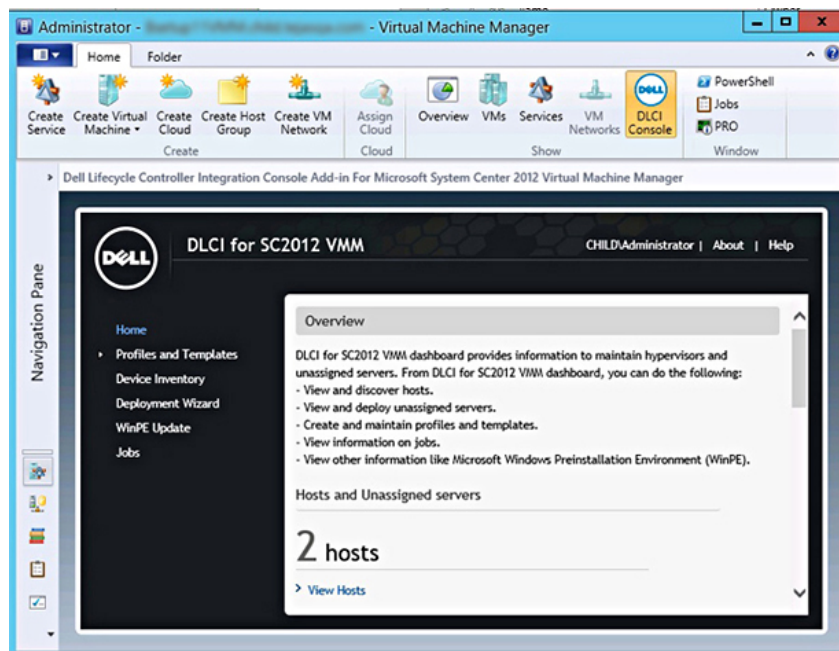 Administrator - - Virtual Machine Manager
Home Folder
Create Service
Create Virtual Machine
Create Cloud
Create Host Group
Create VM Network
Assign Cloud
Overview
VMs
Services
VM Networks
DELL
DLCI Console
PowerShell
Jobs
PRO
Create Cloud Show Window
Dell Lifecycle Controller Integration Console Add-in For Microsoft System Center 2012 Virtual Machine Manager
Navigation Pane
DELL
DLCI for SC2012 VMM
CHILD\Administrator | About | Help
Home
Profiles and Templates
Device Inventory
Deployment Wizard
WinPE Update
Jobs
Overview
DLCI for SC2012 VMM dashboard provides information to maintain hypervisors and
unassigned servers. From DLCI for SC2012 VMM dashboard, you can do the following:
- View and discover hosts.
- View and deploy unassigned servers.
- Create and maintain profiles and templates.
- View information on jobs.
- View other information like Microsoft Windows Preinstallation Environment (WinPE).
Hosts and Unassigned servers
2 hosts
View Hosts